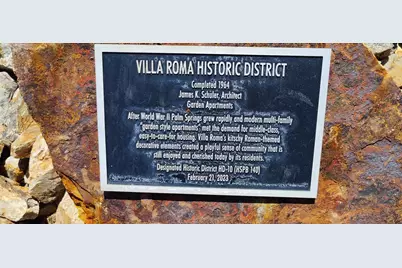 VILLA ROMA HISTORIC DISTRICT
Completed 1964
James K. Schuler, Architect
Garden Apartments
After World War II Palm Springs grew rapidly and modern multi-family
"garden style apartments" met the demand for middle-class,
easy-to-care-for housing. Villa Roma's kitschy Roman-themed
decorative elements created a playful sense of community that is
still enjoyed and cherished today by its residents.
Designated Historic District HD-10 (HSPB 140)
February 21, 2023